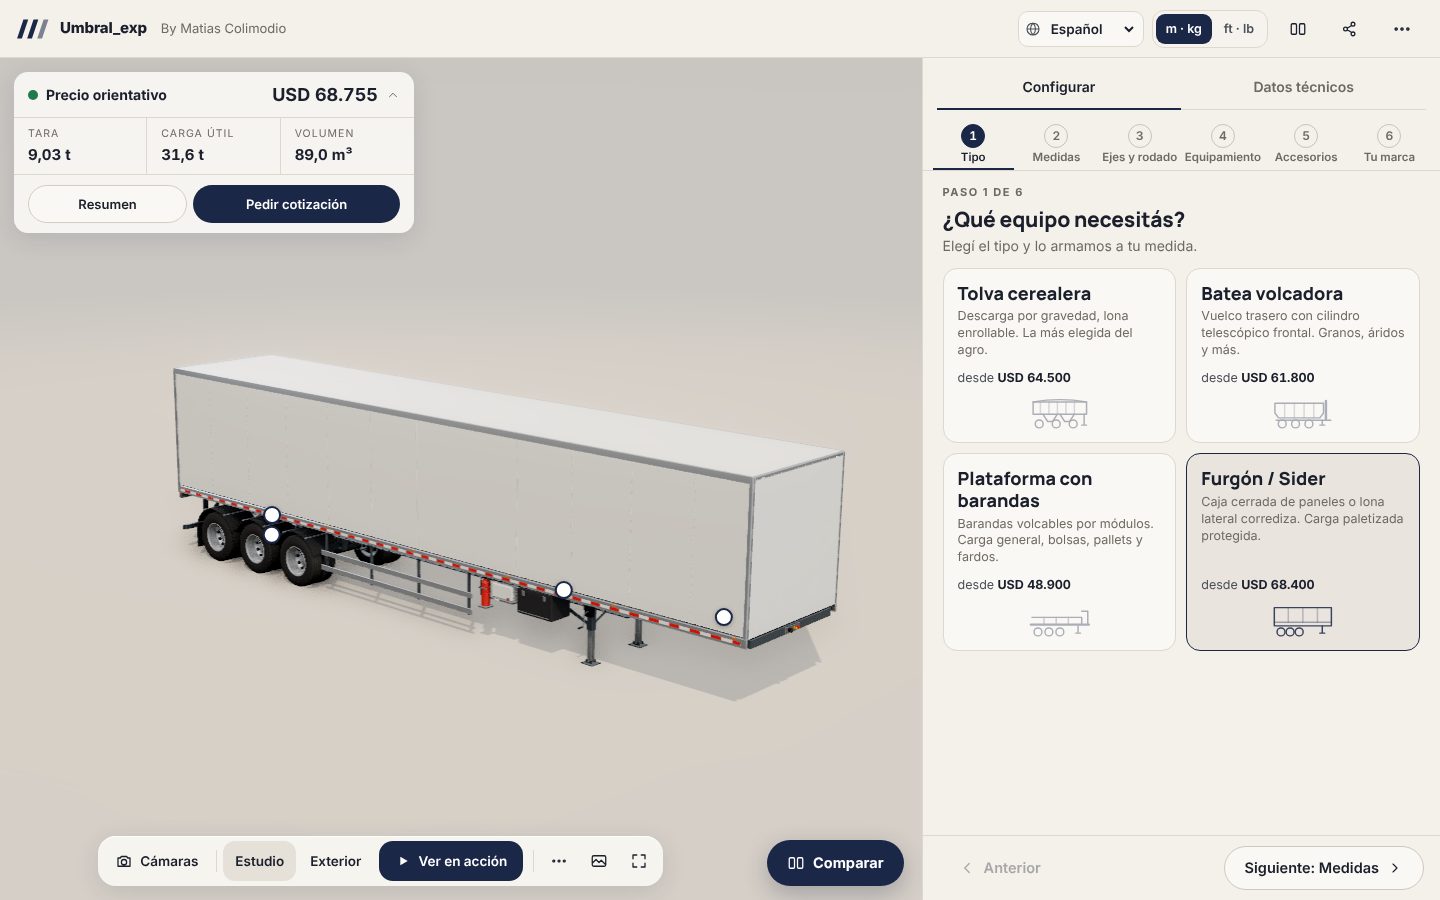 Umbral_exp By Matias Colimodio
Español
m · kg ft · lb
Precio orientativo USD 68.755
TARA CARGA ÚTIL VOLUMEN
9,03 t 31,6 t 89,0 m³
Resumen Pedir cotización
Cámaras Estudio Exterior Ver en acción
Comparar
Configurar Datos técnicos
1 2 3 4 5 6
Tipo Medidas Ejes y rodado Equipamiento Accesorios Tu marca
PASO 1 DE 6
¿Qué equipo necesitás?
Elegí el tipo y lo armamos a tu medida.
Tolva cerealera
Descarga por gravedad, lona
enrollable. La más elegida del
agro.
desde USD 64.500
Batea volcadora
Vuelco trasero con cilindro
telescópico frontal. Granos, áridos
y más.
desde USD 61.800
Plataforma con
barandas
Barandas volcables por módulos.
Carga general, bolsas, pallets y
fardos.
desde USD 48.900
Furgón / Sider
Caja cerrada de paneles o lona
lateral corrediza. Carga paletizada
protegida.
desde USD 68.400
Anterior Siguiente: Medidas